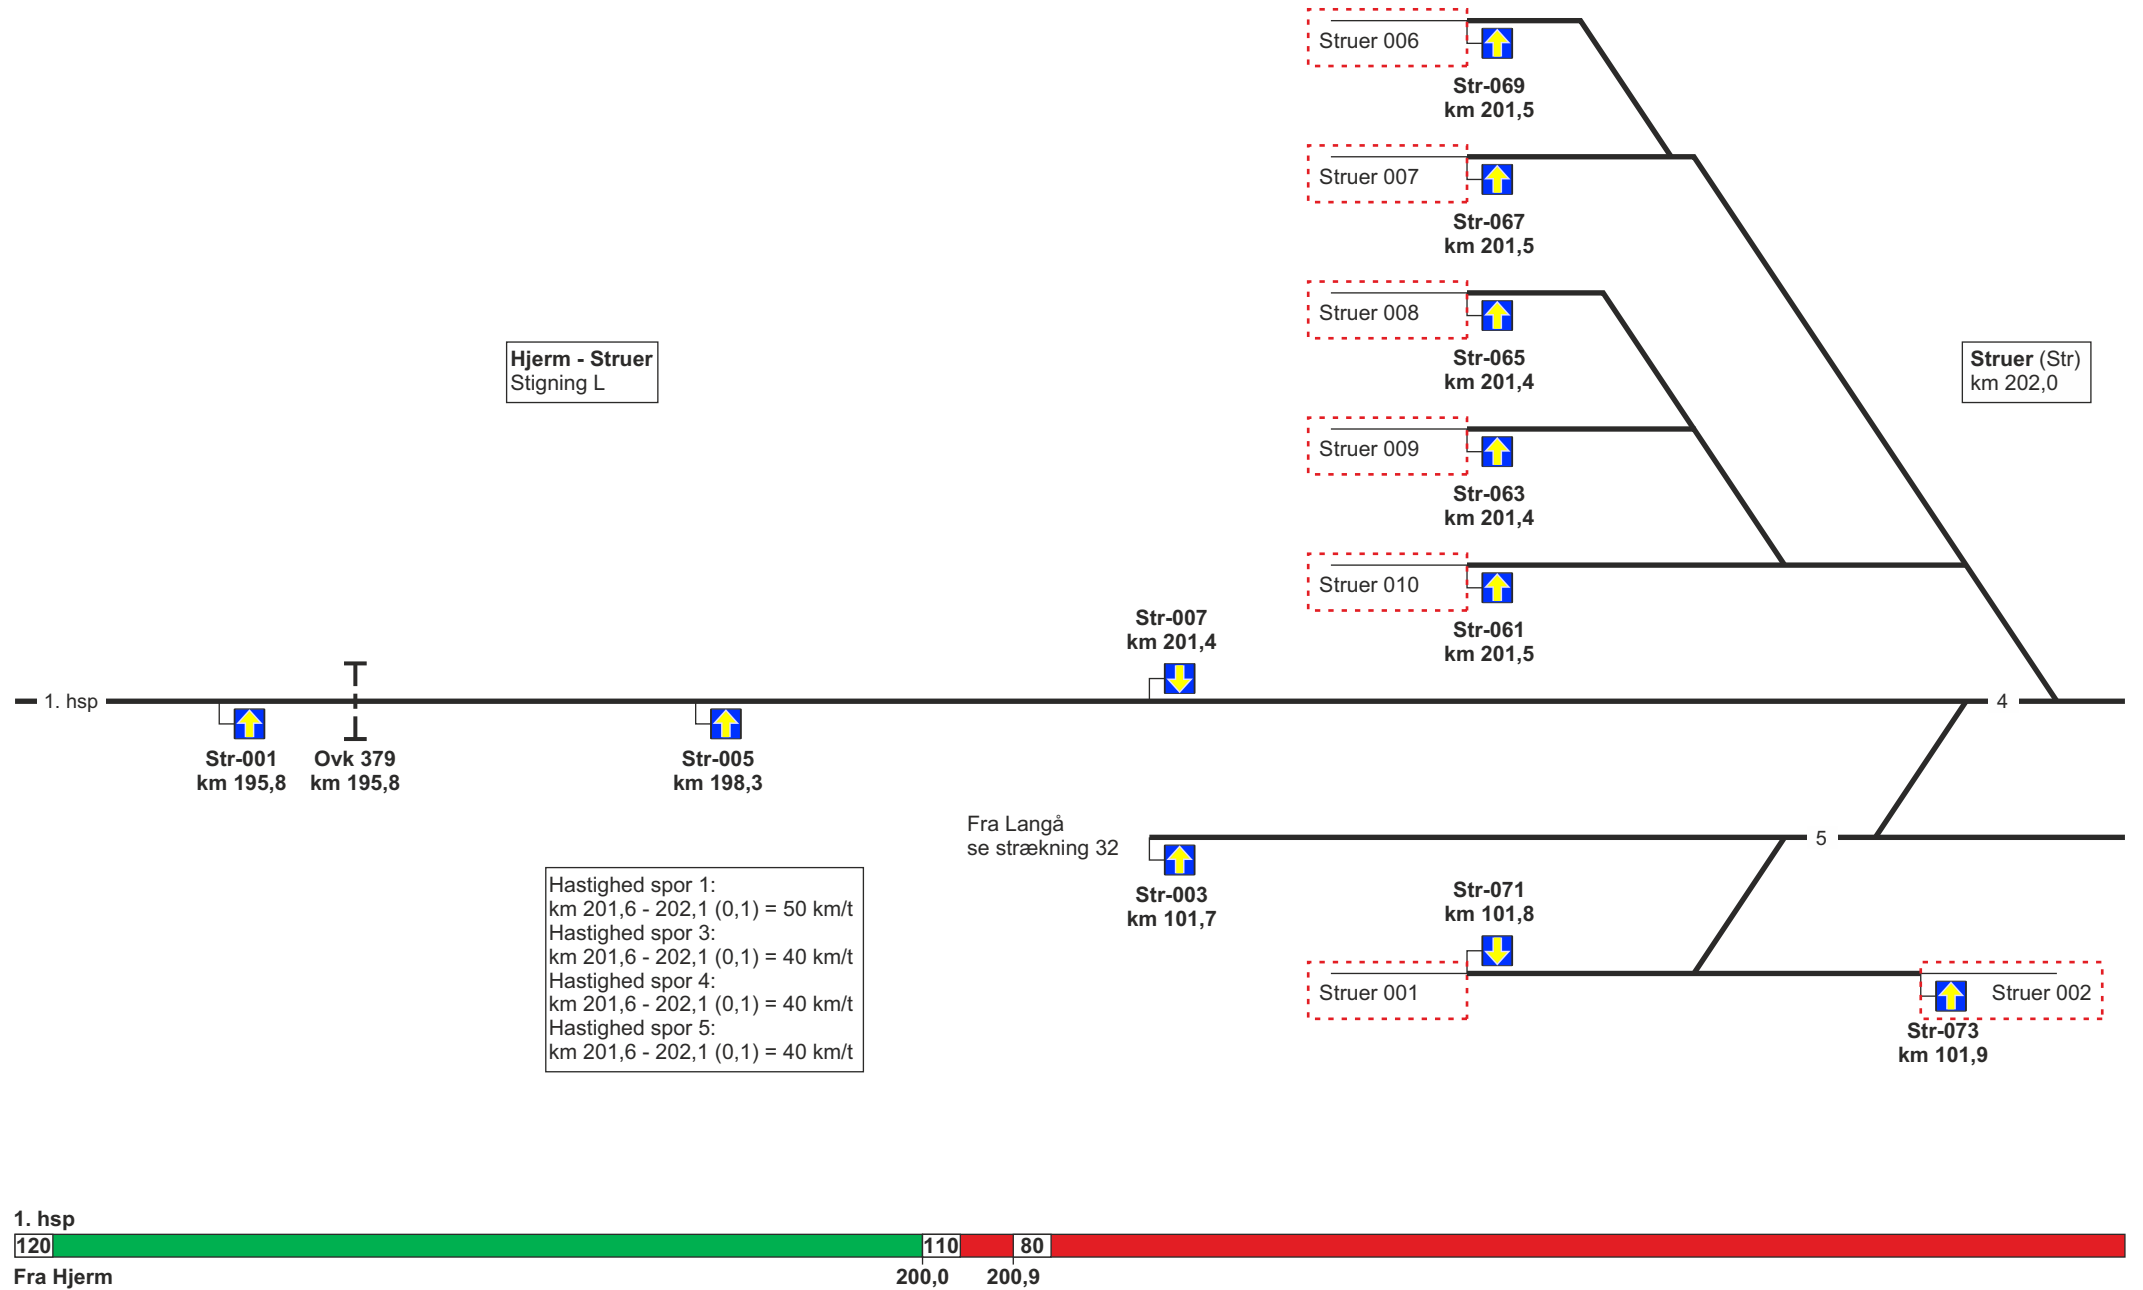 Struer 006
Str-069
km 201,5
Struer 007
Str-067
km 201,5
Struer 008
Str-065
km 201,4
Hjerm - Struer
Stigning L
Struer (Str)
km 202,0
Struer 009
Str-063
km 201,4
Struer 010
Str-061
km 201,5
Str-007
km 201,4
1. hsp
4
Str-001
km 195,8
Ovk 379
km 195,8
Str-005
km 198,3
Fra Langå
se strækning 32
5
Str-003
km 101,7
Str-071
km 101,8
Struer 001
Struer 002
Str-073
km 101,9
Hastighed spor 1:
km 201,6 - 202,1 (0,1) = 50 km/t
Hastighed spor 3:
km 201,6 - 202,1 (0,1) = 40 km/t
Hastighed spor 4:
km 201,6 - 202,1 (0,1) = 40 km/t
Hastighed spor 5:
km 201,6 - 202,1 (0,1) = 40 km/t
1. hsp
120 110 80
Fra Hjerm 200,0 200,9